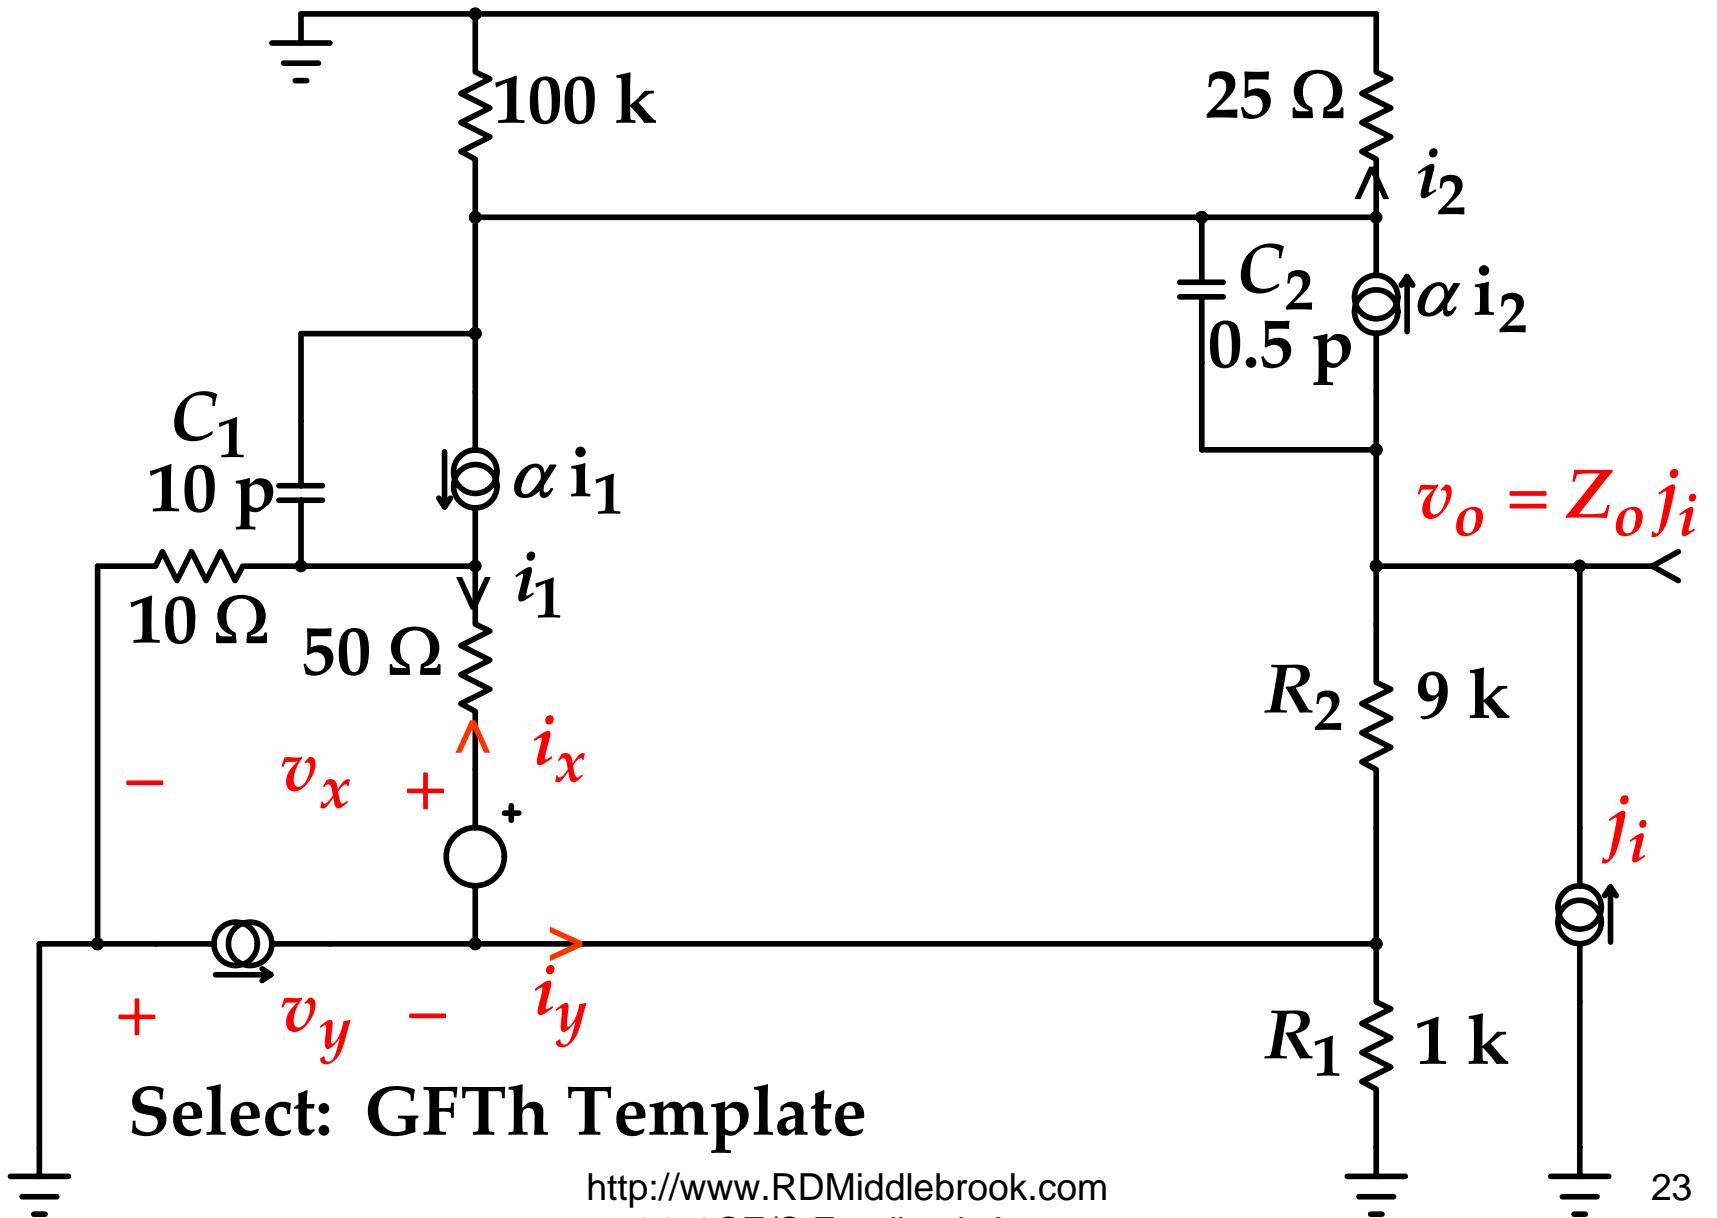 100 k
25 Ω
i2
C2
0.5 p
α i2
C1
10 p
α i1
vo = Zo ji
i1
10 Ω
50 Ω
R2 9 k
ix
− vx +
+
ji
+ vy −
iy
R1 1 k
Select: GFTh Template
http://www.RDMiddlebrook.com
23